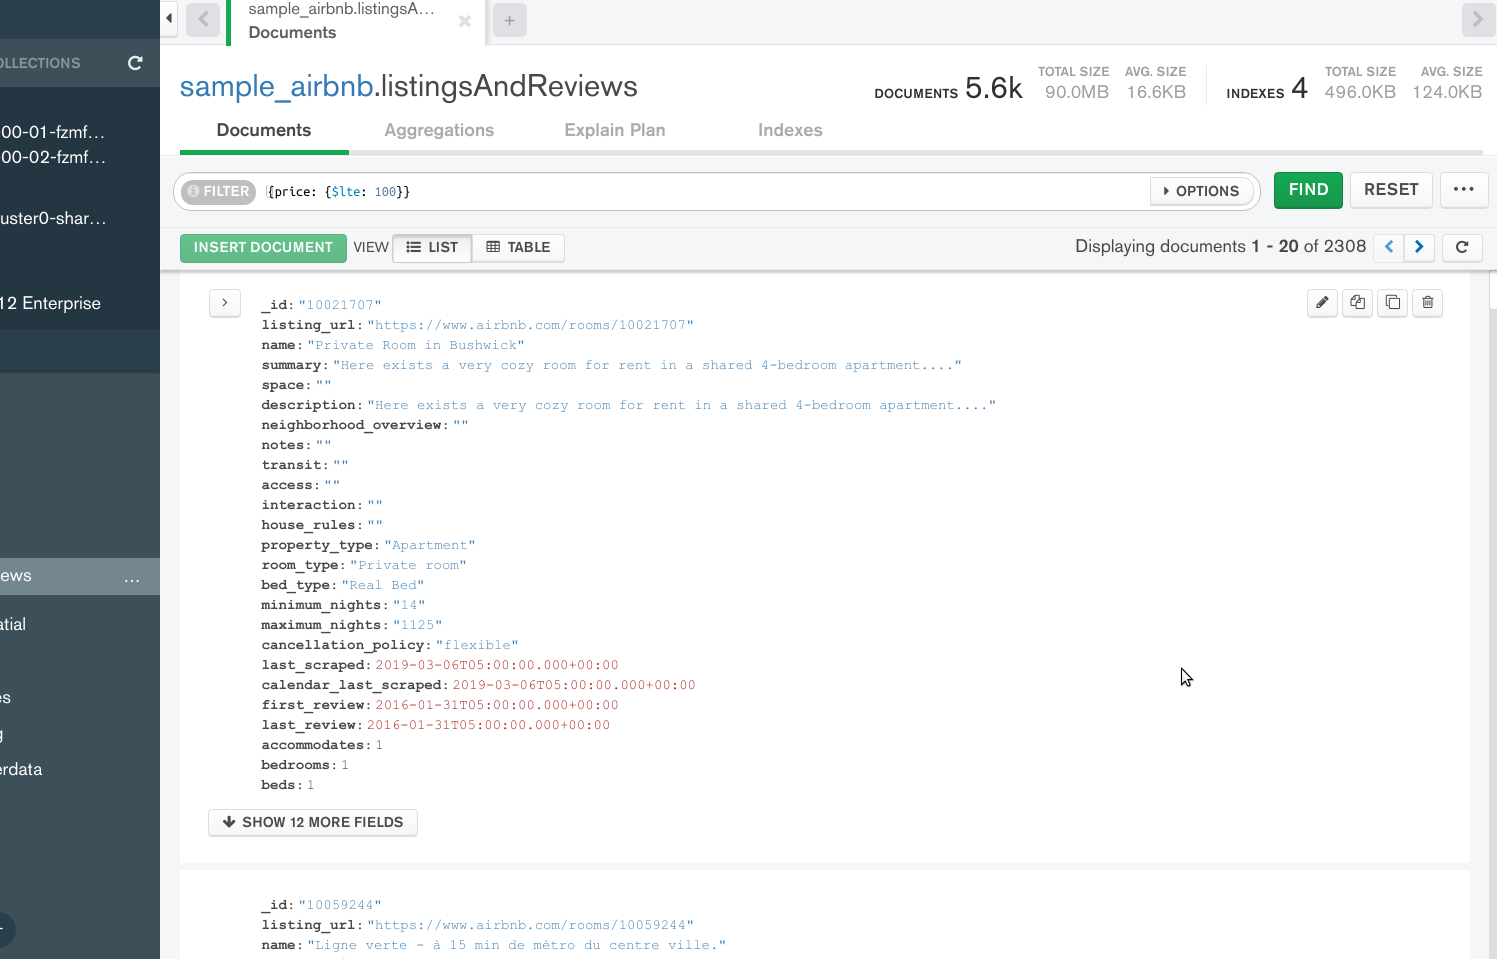 sample_airbnb.listingsA...
Documents
OLLECTIONS
sample_airbnb.listingsAndReviews
DOCUMENTS 5.6k
TOTAL SIZE AVG. SIZE
90.0MB 16.6KB
INDEXES 4
TOTAL SIZE AVG. SIZE
496.0KB 124.0KB
00-01-fzmf...
00-02-fzmf...
uster0-shar...
12 Enterprise
ews ...
atial
es
g
erdata
Documents Aggregations Explain Plan Indexes
FILTER {price: {$lte: 100}} OPTIONS FIND RESET ...
INSERT DOCUMENT VIEW LIST TABLE Displaying documents 1 - 20 of 2308
_id: "10021707"
listing_url: "https://www.airbnb.com/rooms/10021707"
name: "Private Room in Bushwick"
summary: "Here exists a very cozy room for rent in a shared 4-bedroom apartment...."
space: ""
description: "Here exists a very cozy room for rent in a shared 4-bedroom apartment...."
neighborhood_overview: ""
notes: ""
transit: ""
access: ""
interaction: ""
house_rules: ""
property_type: "Apartment"
room_type: "Private room"
bed_type: "Real Bed"
minimum_nights: "14"
maximum_nights: "1125"
cancellation_policy: "flexible"
last_scraped: 2019-03-06T05:00:00.000+00:00
calendar_last_scraped: 2019-03-06T05:00:00.000+00:00
first_review: 2016-01-31T05:00:00.000+00:00
last_review: 2016-01-31T05:00:00.000+00:00
accommodates: 1
bedrooms: 1
beds: 1
SHOW 12 MORE FIELDS
_id: "10059244"
listing_url: "https://www.airbnb.com/rooms/10059244"
name: "Ligne verte - à 15 min de métro du centre ville."